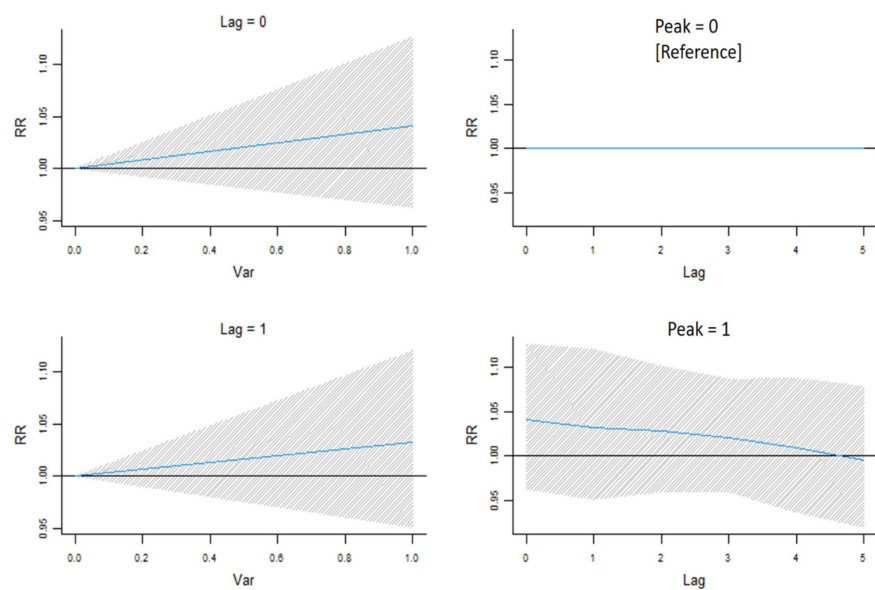 Lag = 0
RR
1.10
1.05
1.00
0.95
0.0 0.2 0.4 0.6 0.8 1.0
Var
Peak = 0
[Reference]
RR
1.10
1.05
1.00
0.95
0 1 2 3 4 5
Lag
Lag = 1
RR
1.10
1.05
1.00
0.95
0.0 0.2 0.4 0.6 0.8 1.0
Var
Peak = 1
RR
1.10
1.05
1.00
0.95
0 1 2 3 4 5
Lag